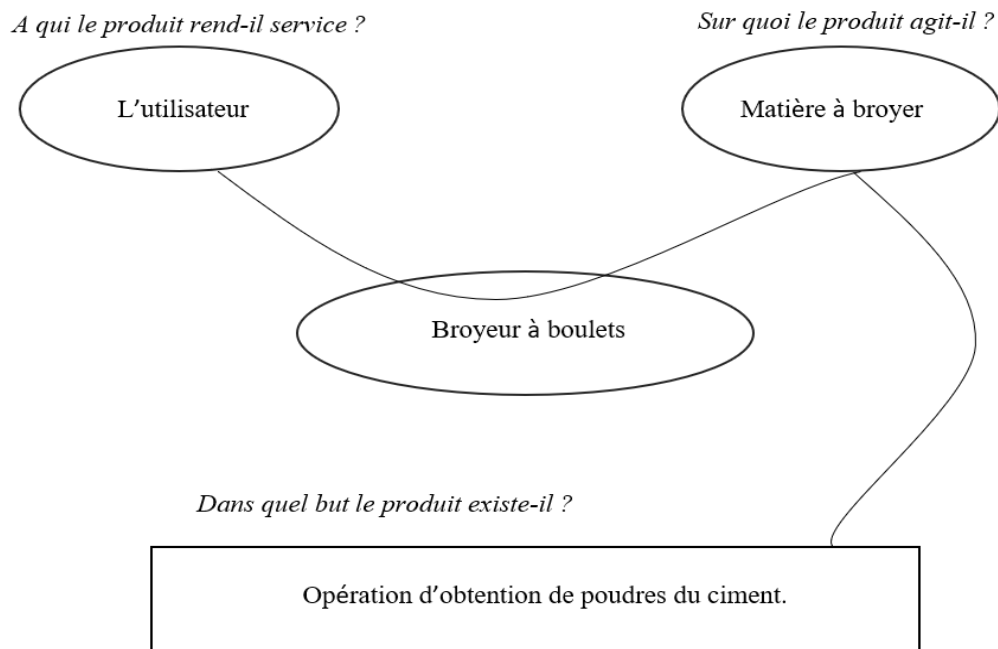 A qui le produit rend-il service ?
Sur quoi le produit agit-il ?
L'utilisateur
Matière à broyer
Broyeur à boulets
Dans quel but le produit existe-il ?
Opération d'obtention de poudres du ciment.